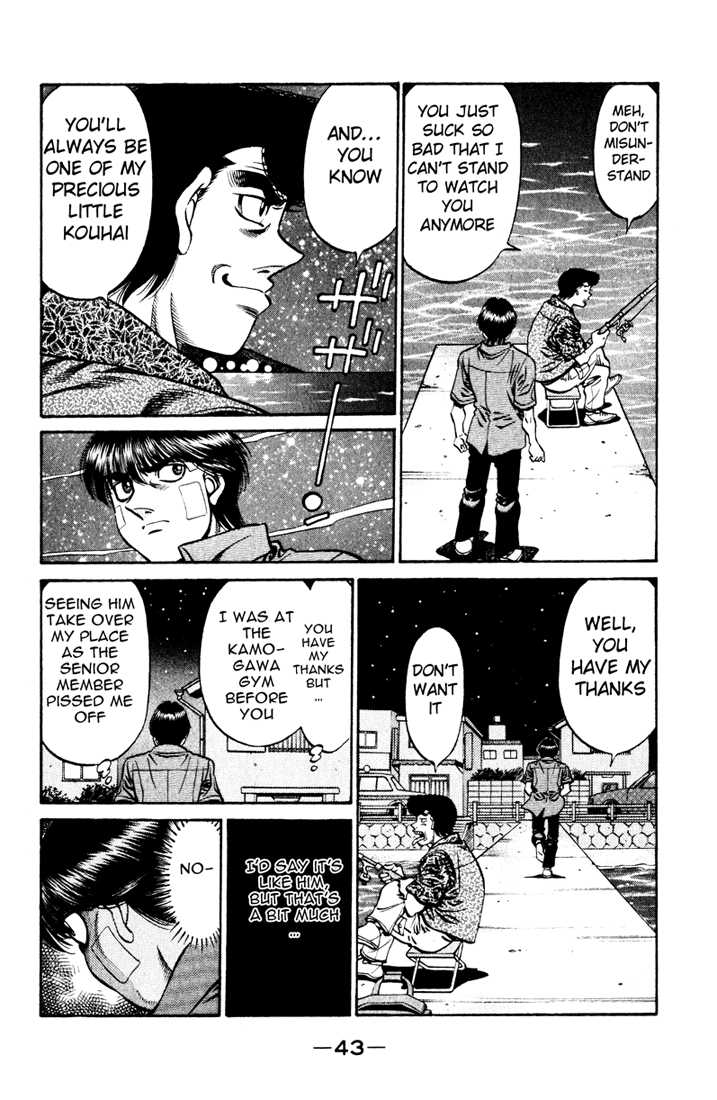 MEH,
DON'T
MISUN-
DER-
STAND
YOU JUST
SUCK SO
BAD THAT I
CAN'T STAND
TO WATCH
YOU
ANYMORE
AND...
YOU
KNOW
YOU'LL
ALWAYS BE
ONE OF MY
PRECIOUS
LITTLE
KOUHAI
ザザー
WELL,
YOU
HAVE MY
THANKS
DON'T
WANT
IT
YOU
HAVE
MY
THANKS
BUT
...
I WAS AT
THE
KAMO-
GAWA
GYM
BEFORE
YOU
SEEING HIM
TAKE OVER
MY PLACE
AS THE
SENIOR
MEMBER
PISSED ME
OFF
I'D SAY IT'S
LIKE HIM,
BUT THAT'S
A BIT MUCH
...
NO-
—43—